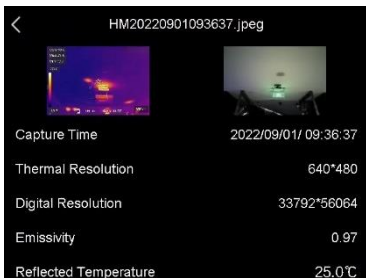 HM20220901093637.jpeg
Capture Time 2022/09/01/ 09:36:37
Thermal Resolution 640*480
Digital Resolution 33792*56064
Emissivity 0.97
Reflected Temperature 25.0℃